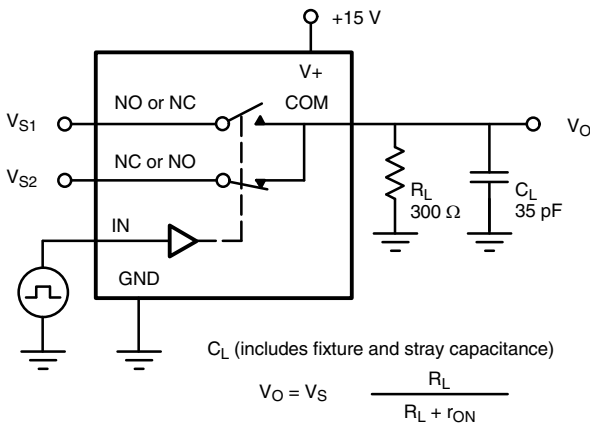 +15 V
V+
NO or NC
COM
VS1
VO
NC or NO
VS2
RL
300 Ω
CL
35 pF
IN
GND
CL (includes fixture and stray capacitance)
VO = VS RL
RL + rON